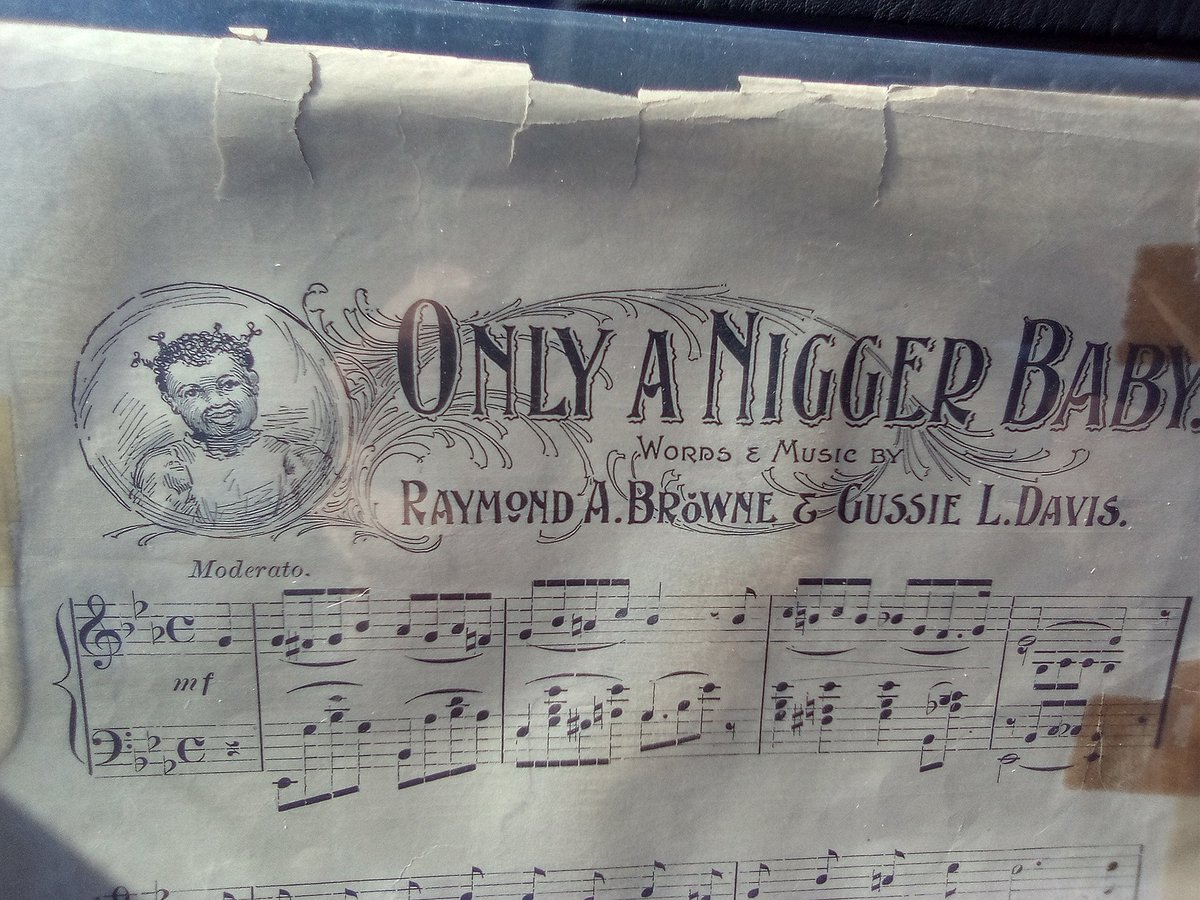 ONLY A NIGGER BABY.
WORDS & MUSIC BY
RAYMOND A. BROWNE & GUSSIE L. DAVIS.
Moderato.
mf